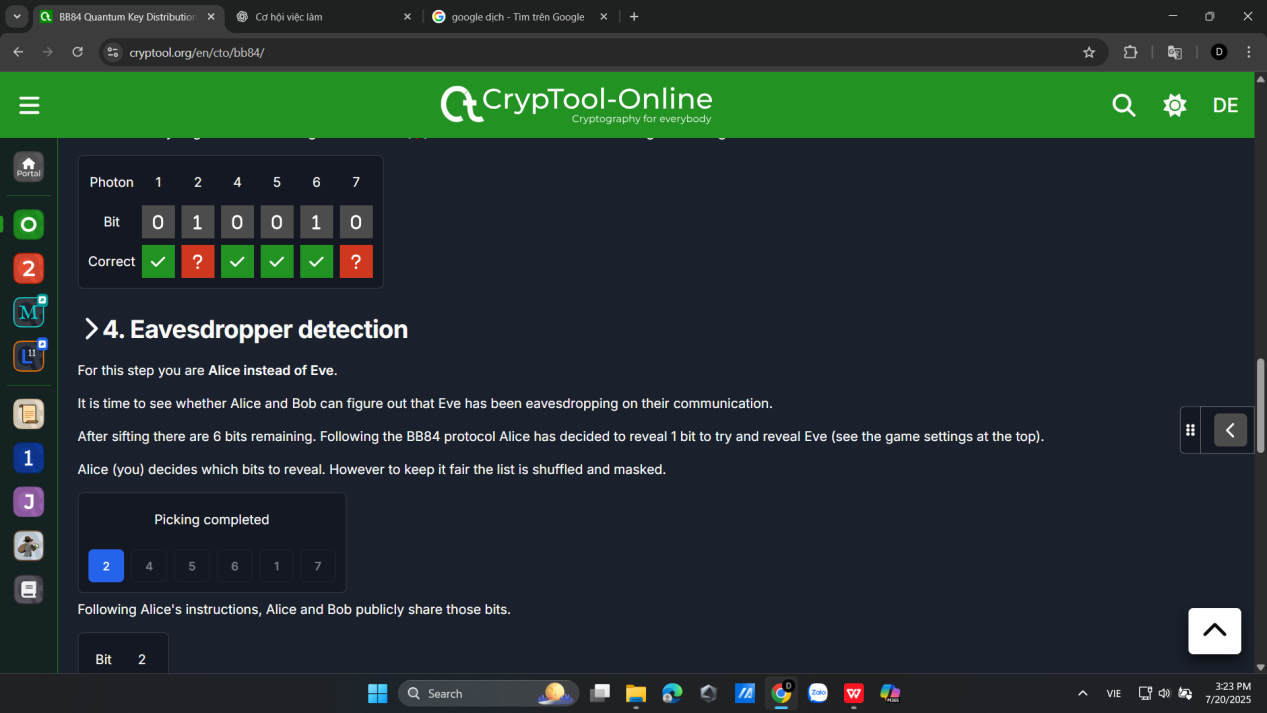 BB84 Quantum Key Distribution
Cơ hội việc làm
google dịch - Tìm trên Google
cryptool.org/en/cto/bb84/
D
CrypTool-Online
Cryptography for everybody
DE
Portal
Photon 1 2 4 5 6 7
Bit 0 1 0 0 1 0
Correct ✓ ? ✓ ✓ ✓ ?
2
M
L 11
1
J
4. Eavesdropper detection
For this step you are Alice instead of Eve.
It is time to see whether Alice and Bob can figure out that Eve has been eavesdropping on their communication.
After sifting there are 6 bits remaining. Following the BB84 protocol Alice has decided to reveal 1 bit to try and reveal Eve (see the game settings at the top).
Alice (you) decides which bits to reveal. However to keep it fair the list is shuffled and masked.
Picking completed
2 4 5 6 1 7
Following Alice's instructions, Alice and Bob publicly share those bits.
Bit 2
Search
D
Zalo
W
M365
VIE
3:23 PM
7/20/2025